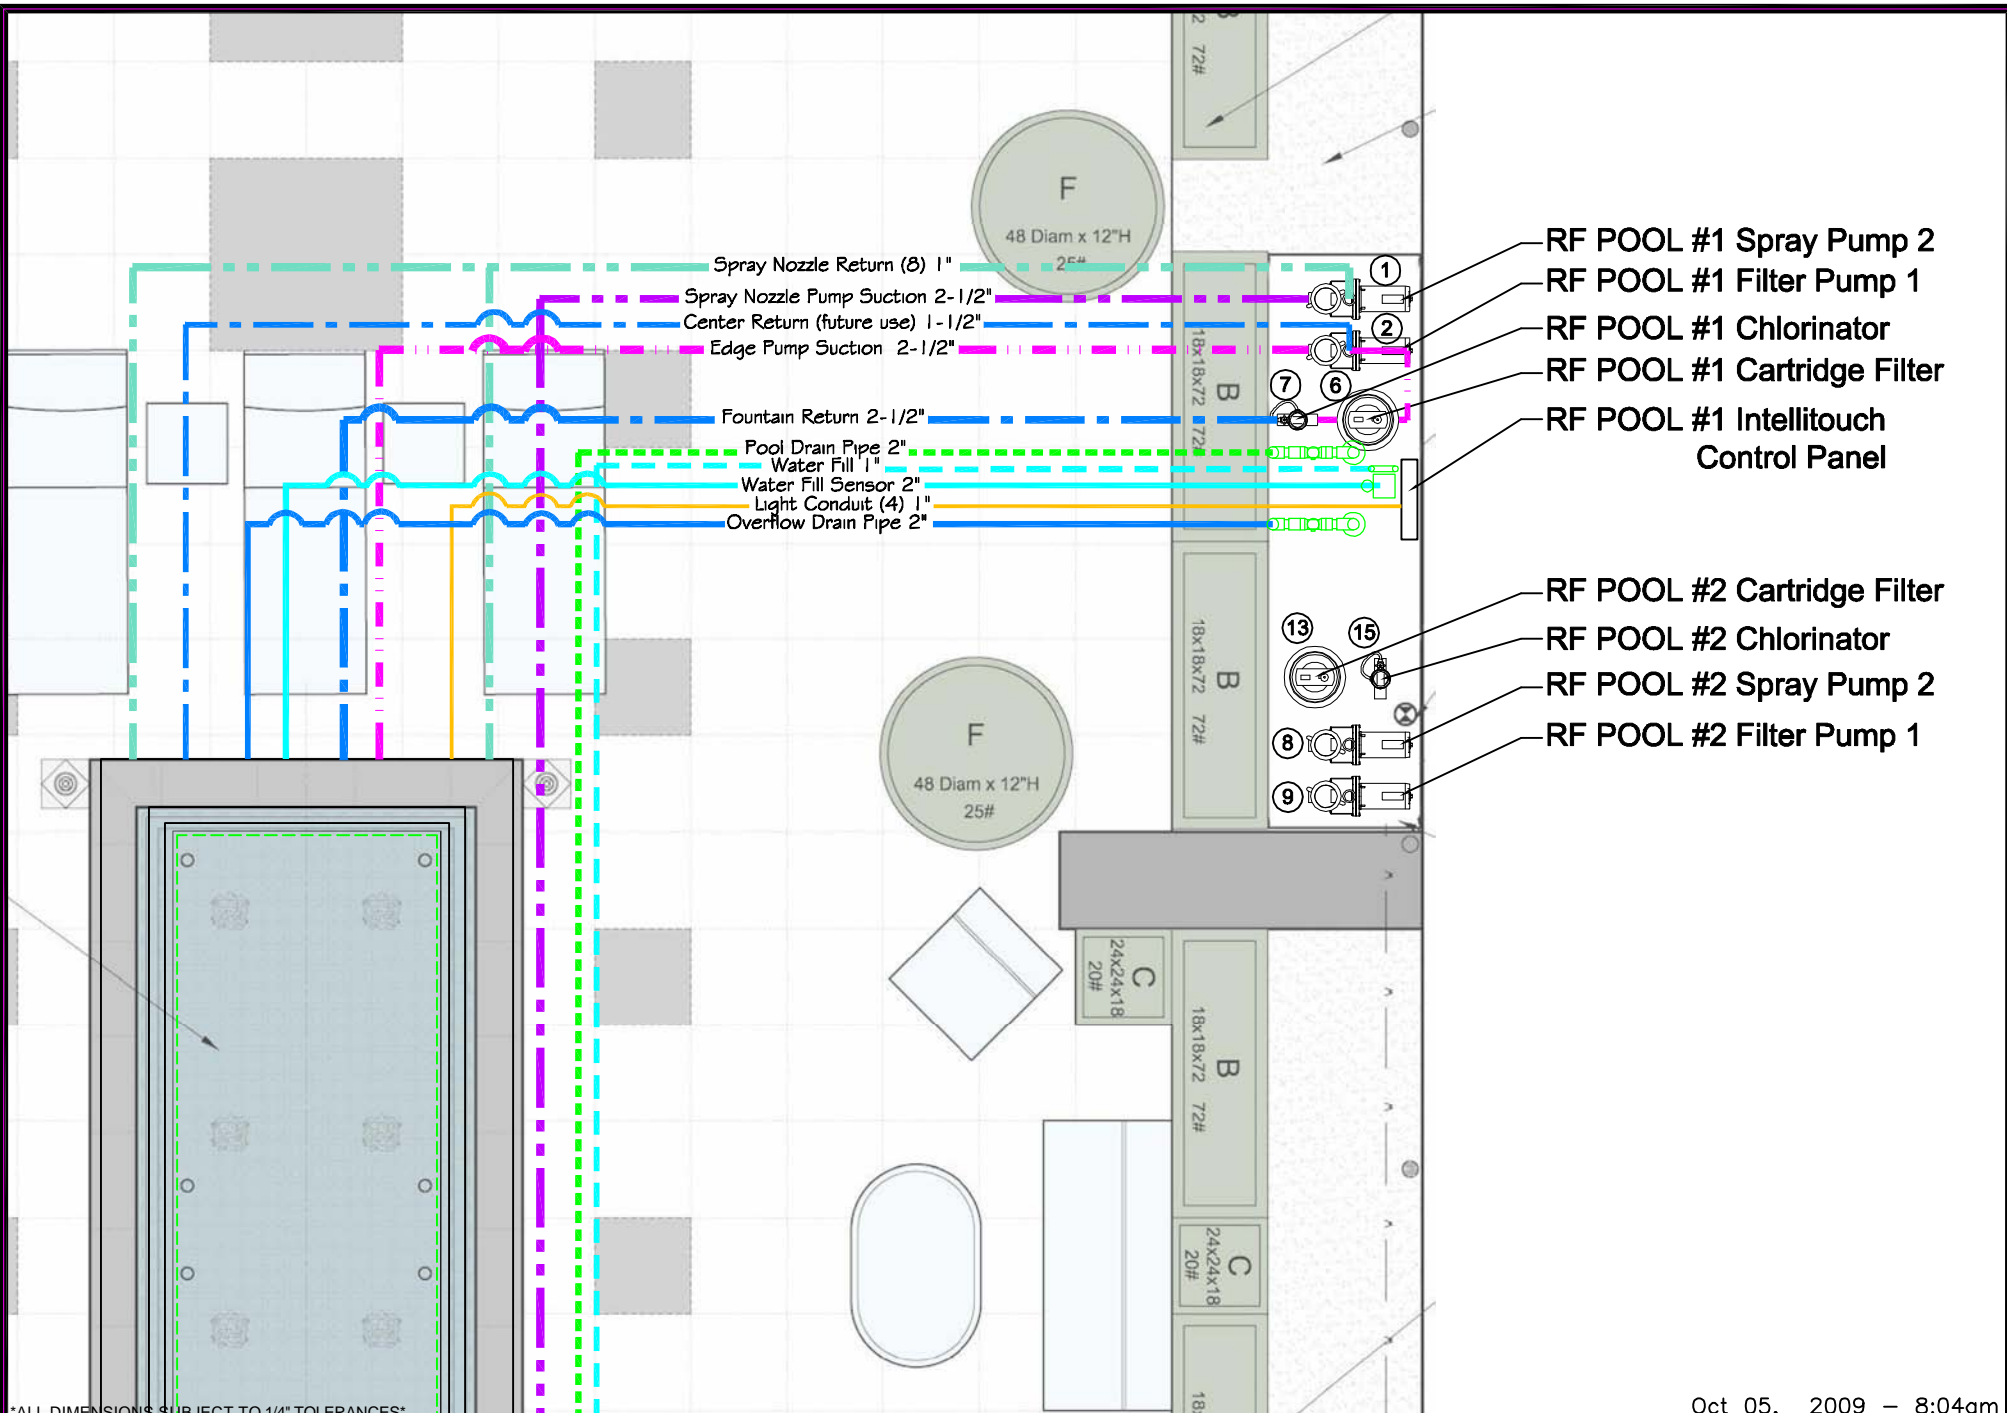 B
2 72#
F
48 Diam x 12"H
25#
Spray Nozzle Return (8) 1"
Spray Nozzle Pump Suction 2-1/2"
Center Return (future use) 1-1/2"
Edge Pump Suction 2-1/2"
Fountain Return 2-1/2"
Pool Drain Pipe 2"
Water Fill 1"
Water Fill Sensor 2"
Light Conduit (4) 1"
Overflow Drain Pipe 2"
B
18x18x72 72#
1
2
7
6
RF POOL #1 Spray Pump 2
RF POOL #1 Filter Pump 1
RF POOL #1 Chlorinator
RF POOL #1 Cartridge Filter
RF POOL #1 Intellitouch
Control Panel
B
18x18x72 72#
13
15
8
9
RF POOL #2 Cartridge Filter
RF POOL #2 Chlorinator
RF POOL #2 Spray Pump 2
RF POOL #2 Filter Pump 1
F
48 Diam x 12"H
25#
C
24x24x18
20#
B
18x18x72 72#
C
24x24x18
20#
18x
*ALL DIMENSIONS SUBJECT TO 1/4" TOLERANCES*
Oct 05, 2009 - 8:04am